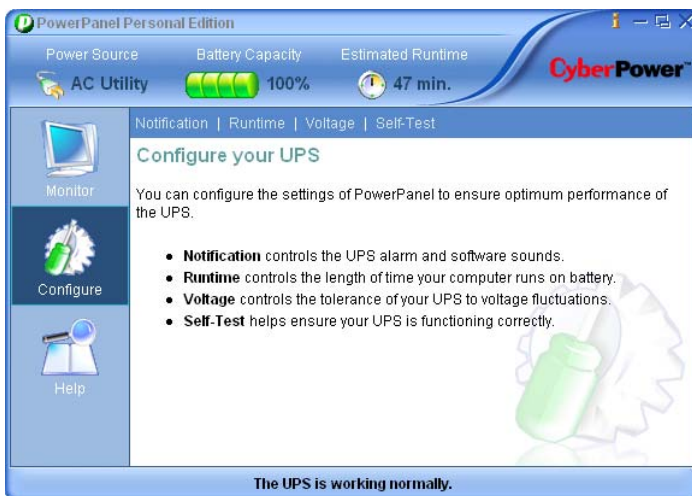 PowerPanel Personal Edition
Power Source
Battery Capacity
Estimated Runtime
AC Utility
100%
47 min.
CyberPower™
Notification | Runtime | Voltage | Self-Test
Monitor
Configure
Help
Configure your UPS
You can configure the settings of PowerPanel to ensure optimum performance of
the UPS.
• Notification controls the UPS alarm and software sounds.
• Runtime controls the length of time your computer runs on battery.
• Voltage controls the tolerance of your UPS to voltage fluctuations.
• Self-Test helps ensure your UPS is functioning correctly.
The UPS is working normally.